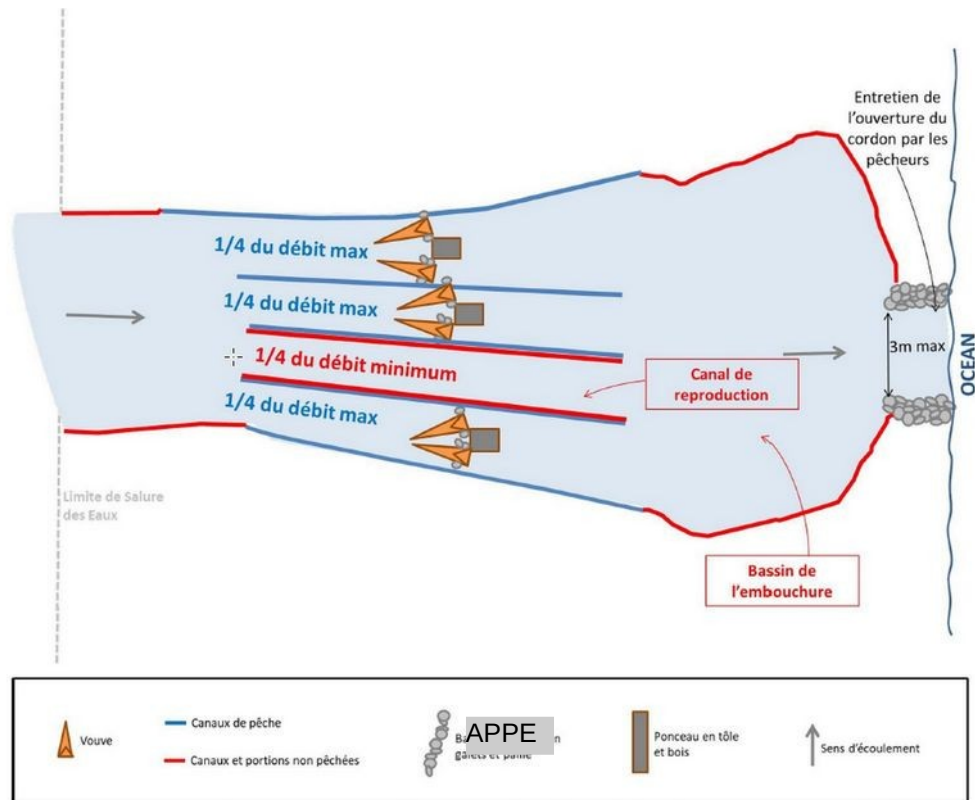 Entretien de
l'ouverture du
cordon par les
pêcheurs
1/4 du débit max
1/4 du débit max
1/4 du débit minimum
1/4 du débit max
Canal de
reproduction
3m max
OCEAN
Limite de Salure
des Eaux
Bassin de
l'embouchure
Vouve
Canaux de pêche
Canaux et portions non pêchées
APPE
galets et paille
Ponceau en tôle
et bois
Sens d'écoulement